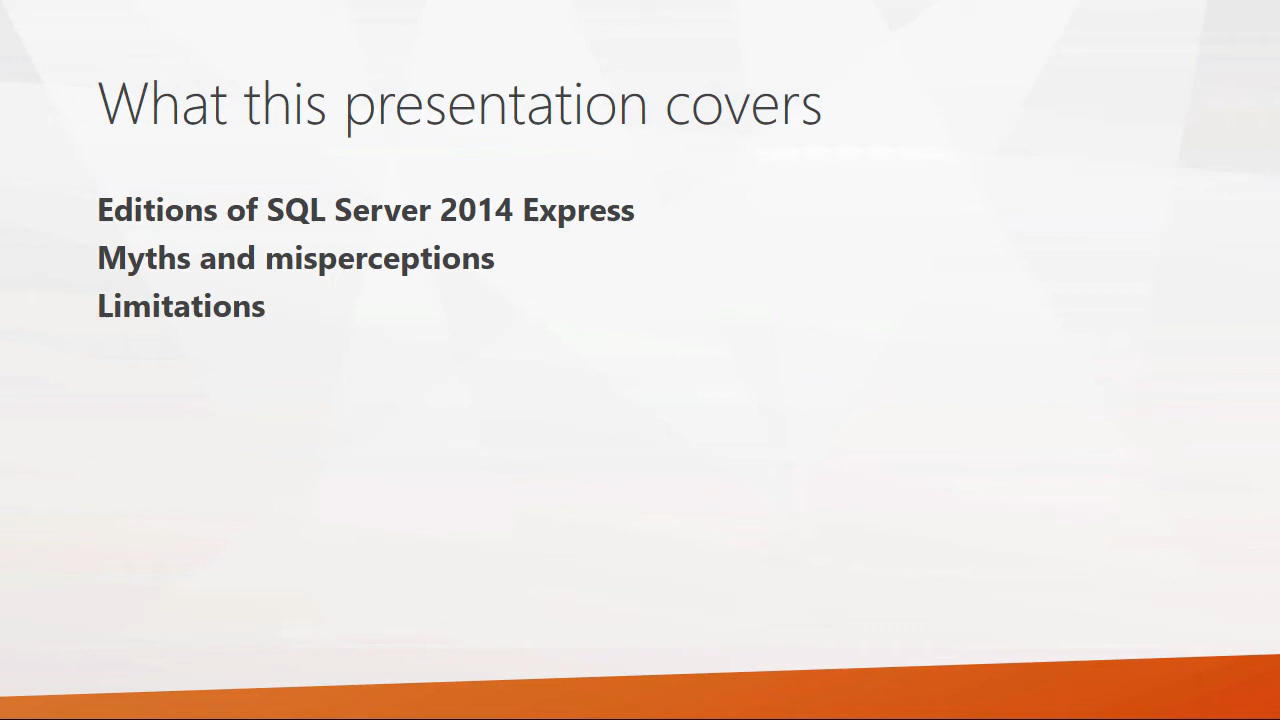 What this presentation covers
Editions of SQL Server 2014 Express
Myths and misperceptions
Limitations